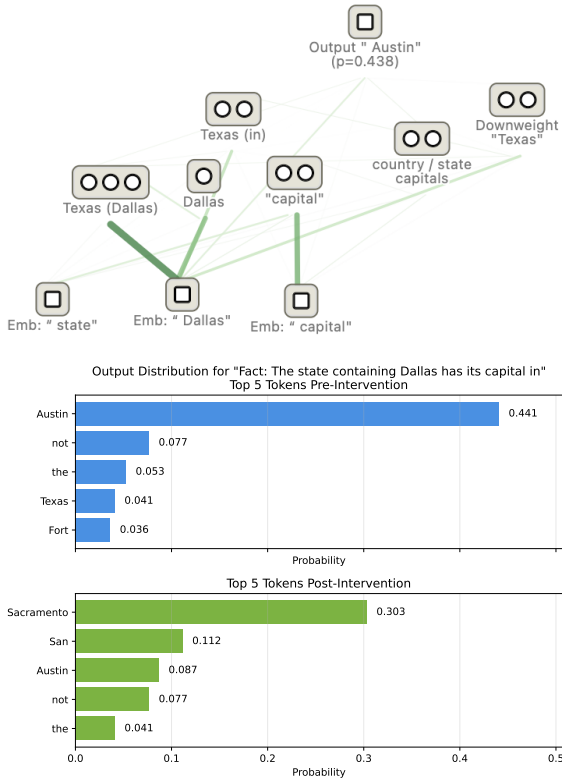 Output " Austin"
(p=0.438)
Texas (in)
Downweight
"Texas"
country / state
capitals
Texas (Dallas)
Dallas
"capital"
Emb: “ state"
Emb: “ Dallas"
Emb: “ capital"
Output Distribution for "Fact: The state containing Dallas has its capital in"
Top 5 Tokens Pre-Intervention
Austin 0.441
not 0.077
the 0.053
Texas 0.041
Fort 0.036
Probability
Top 5 Tokens Post-Intervention
Sacramento 0.303
San 0.112
Austin 0.087
not 0.077
the 0.041
0.0 0.1 0.2 0.3 0.4 0.5
Probability